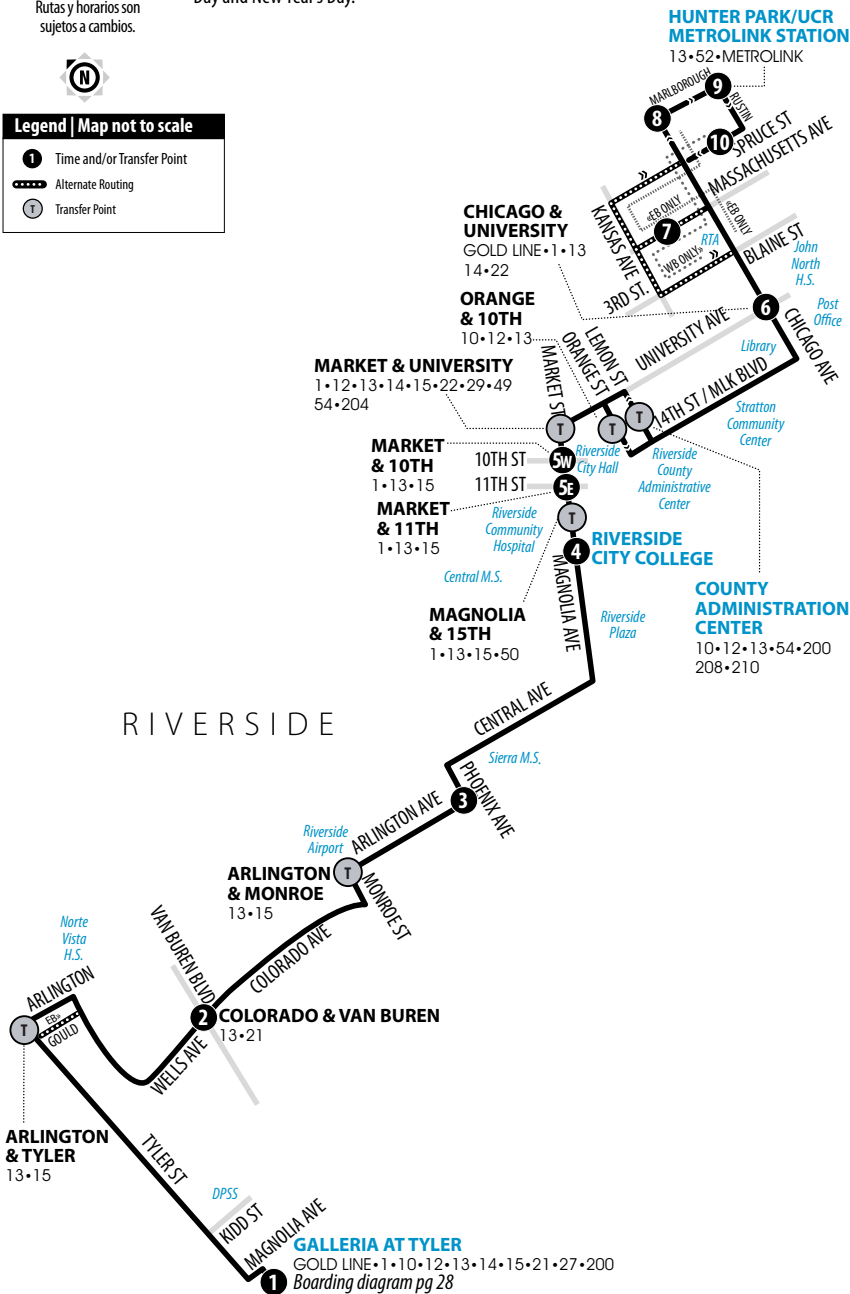 Rutas y horarios son
sujetos a cambios.
Day and New Year's Day.
N
Legend | Map not to scale
1 Time and/or Transfer Point
Alternate Routing
T Transfer Point
HUNTER PARK/UCR
METROLINK STATION
13•52•METROLINK
MARLBOROUGH
9
RUSTIN
8
10
SPRUCE ST
MASSACHUSETTS AVE
KANSAS AVE
«EB ONLY
«EB ONLY
7
RTA
WB ONLY»
BLAINE ST
3RD ST.
John
North
H.S.
CHICAGO &
UNIVERSITY
GOLD LINE•1•13
14•22
6
Post
Office
CHICAGO AVE
UNIVERSITY AVE
Library
ORANGE
& 10TH
10•12•13
LEMON ST
ORANGE ST
MARKET ST
14TH ST / MLK BLVD
MARKET & UNIVERSITY
1•12•13•14•15•22•29•49
54•204
T
T
T
Stratton
Community
Center
MARKET
& 10TH
1•13•15
10TH ST
5W
Riverside
City Hall
Riverside
County
Administrative
Center
11TH ST
5E
MARKET
& 11TH
1•13•15
Riverside
Community
Hospital
T
4
RIVERSIDE
CITY COLLEGE
Central M.S.
MAGNOLIA AVE
MAGNOLIA
& 15TH
1•13•15•50
Riverside
Plaza
COUNTY
ADMINISTRATION
CENTER
10•12•13•54•200
208•210
RIVERSIDE
CENTRAL AVE
Sierra M.S.
PHOENIX AVE
3
ARLINGTON AVE
Riverside
Airport
ARLINGTON
& MONROE
13•15
T
MONROE ST
COLORADO AVE
VAN BUREN BLVD
Norte
Vista
H.S.
ARLINGTON
EB»
GOULD
T
2
COLORADO & VAN BUREN
13•21
WELLS AVE
ARLINGTON
& TYLER
13•15
TYLER ST
DPSS
KIDD ST
MAGNOLIA AVE
GALLERIA AT TYLER
GOLD LINE•1•10•12•13•14•15•21•27•200
1
Boarding diagram pg 28